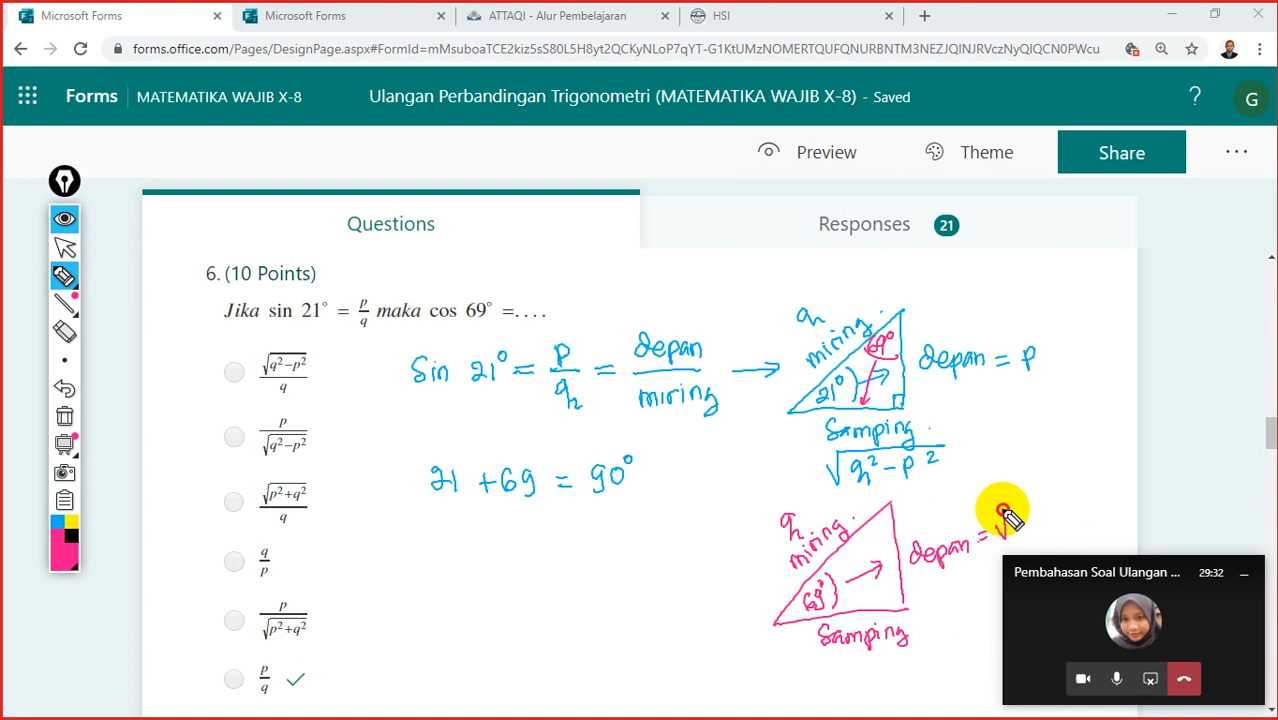 Microsoft Forms
Microsoft Forms
ATTAQI - Alur Pembelajaran
HSI
forms.office.com/Pages/DesignPage.aspx#FormId=mMsuboaTCE2kiz5sS80L5H8yt2QCKyNLoP7qYT-G1KtUMzNOMERTQUFQNURBNTM3NEZJQlNJRVczNyQlQCN0PWcu
Forms
MATEMATIKA WAJIB X-8
Ulangan Perbandingan Trigonometri (MATEMATIKA WAJIB X-8) - Saved
?
G
Preview
Theme
Share
Questions
Responses 21
6. (10 Points)
Jika sin 21° = p/q maka cos 69° =....
√(q²−p²)/q
p/√(q²−p²)
√(p²+q²)/q
q/p
p/√(p²+q²)
p/q
Sin 21° = p/q = depan/miring →
q
miring
69°
21°
depan = p
Samping
√(q²−p²)
21 + 69 = 90°
q
miring
69°
depan = √
Samping
Pembahasan Soal Ulangan ...
29:32